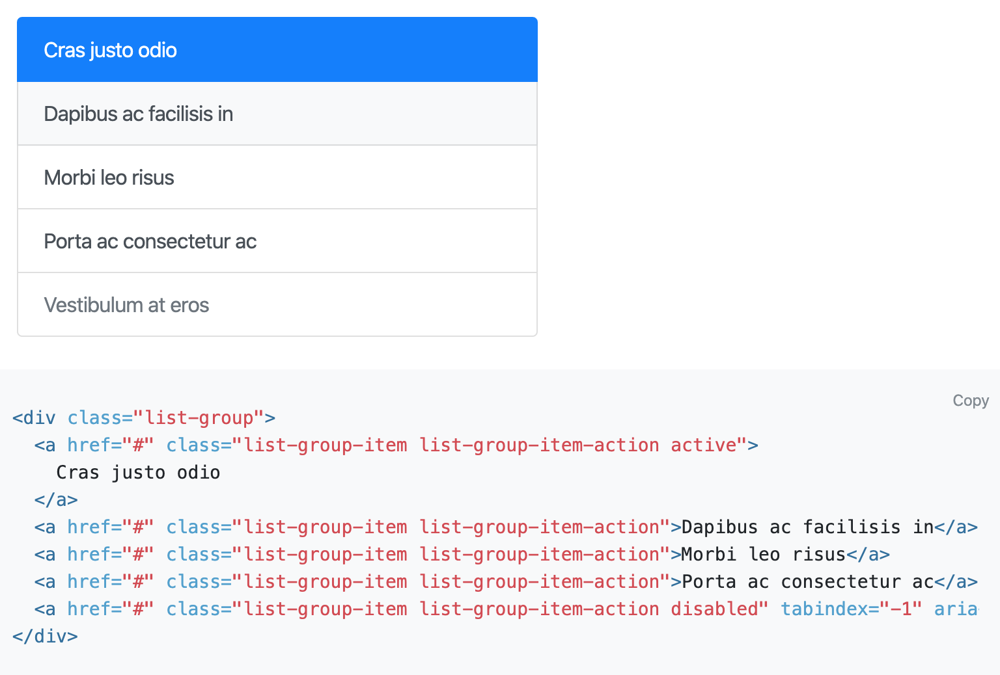 Cras justo odio
Dapibus ac facilisis in
Morbi leo risus
Porta ac consectetur ac
Vestibulum at eros
Copy
<div class="list-group">
  <a href="#" class="list-group-item list-group-item-action active">
    Cras justo odio
  </a>
  <a href="#" class="list-group-item list-group-item-action">Dapibus ac facilisis in</a>
  <a href="#" class="list-group-item list-group-item-action">Morbi leo risus</a>
  <a href="#" class="list-group-item list-group-item-action">Porta ac consectetur ac</a>
  <a href="#" class="list-group-item list-group-item-action disabled" tabindex="-1" aria-
</div>